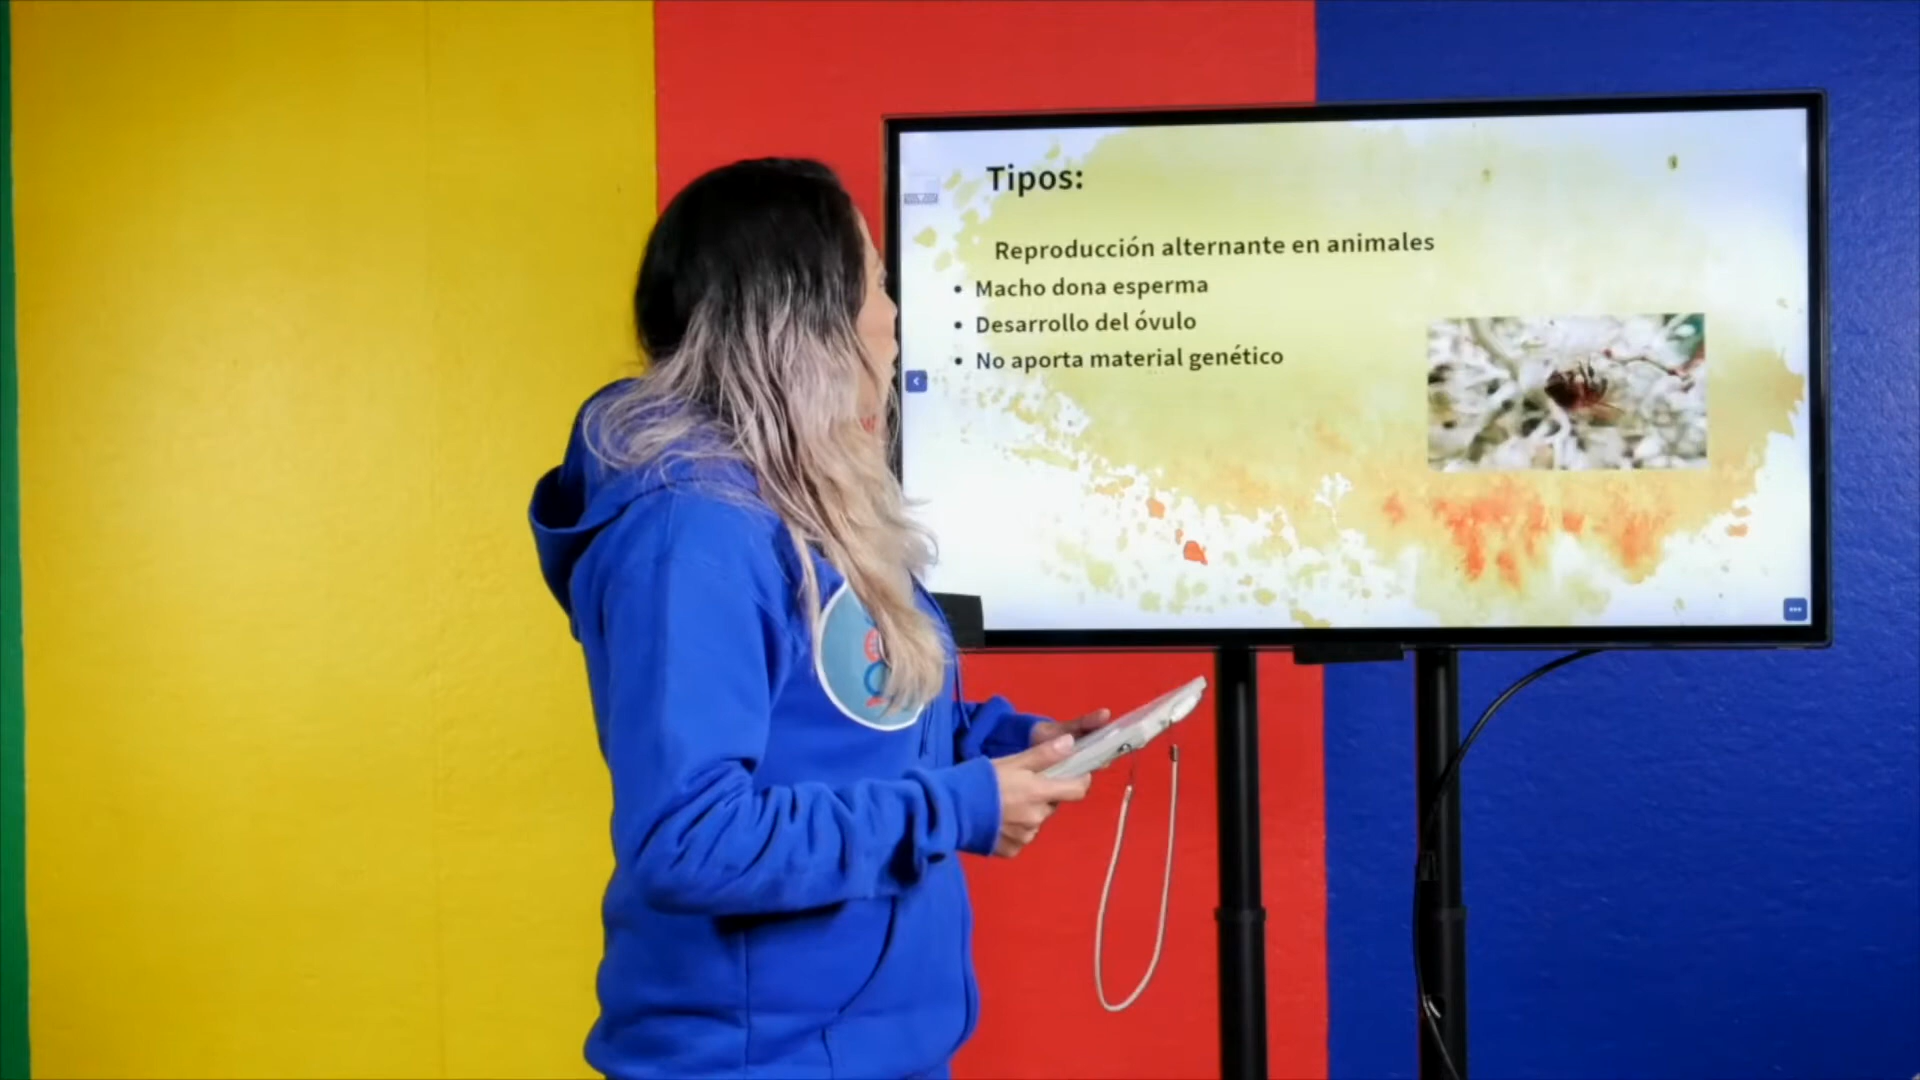 Tipos:
Reproducción alternante en animales
• Macho dona esperma
• Desarrollo del óvulo
• No aporta material genético